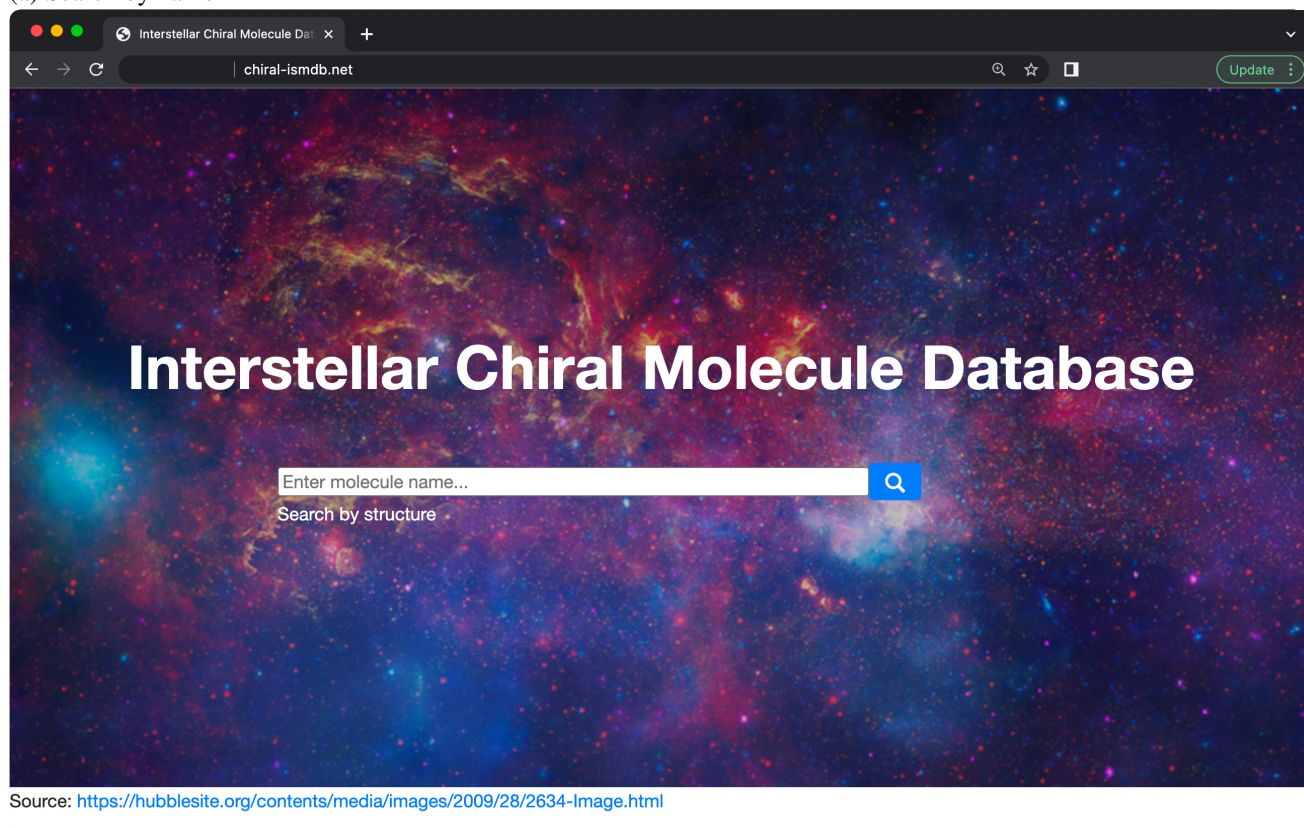 Interstellar Chiral Molecule Dat
chiral-ismdb.net
Update
Interstellar Chiral Molecule Database
Enter molecule name...
Search by structure
Source: https://hubblesite.org/contents/media/images/2009/28/2634-Image.html